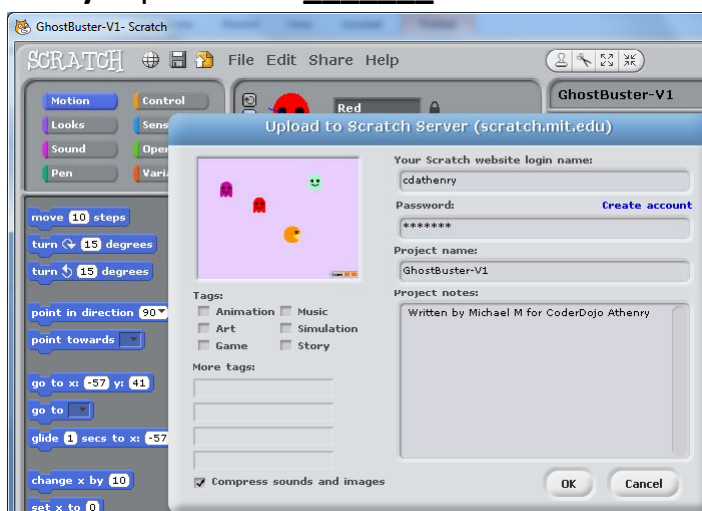 GhostBuster-V1- Scratch
SCRATCH File Edit Share Help
Motion Control
Looks
Sound
Pen
Red
GhostBuster-V1
Upload to Scratch Server (scratch.mit.edu)
Your Scratch website login name:
cdathenry
Password: Create account
*******
Project name:
GhostBuster-V1
Project notes:
Written by Michael M for CoderDojo Athenry
Tags:
Animation Music
Art Simulation
Game Story
More tags:
Compress sounds and images
OK Cancel
move 10 steps
turn 15 degrees
turn 15 degrees
point in direction 90
point towards
go to x: -57 y: 41
go to
glide 1 secs to x: -57
change x by 10
set x to 0